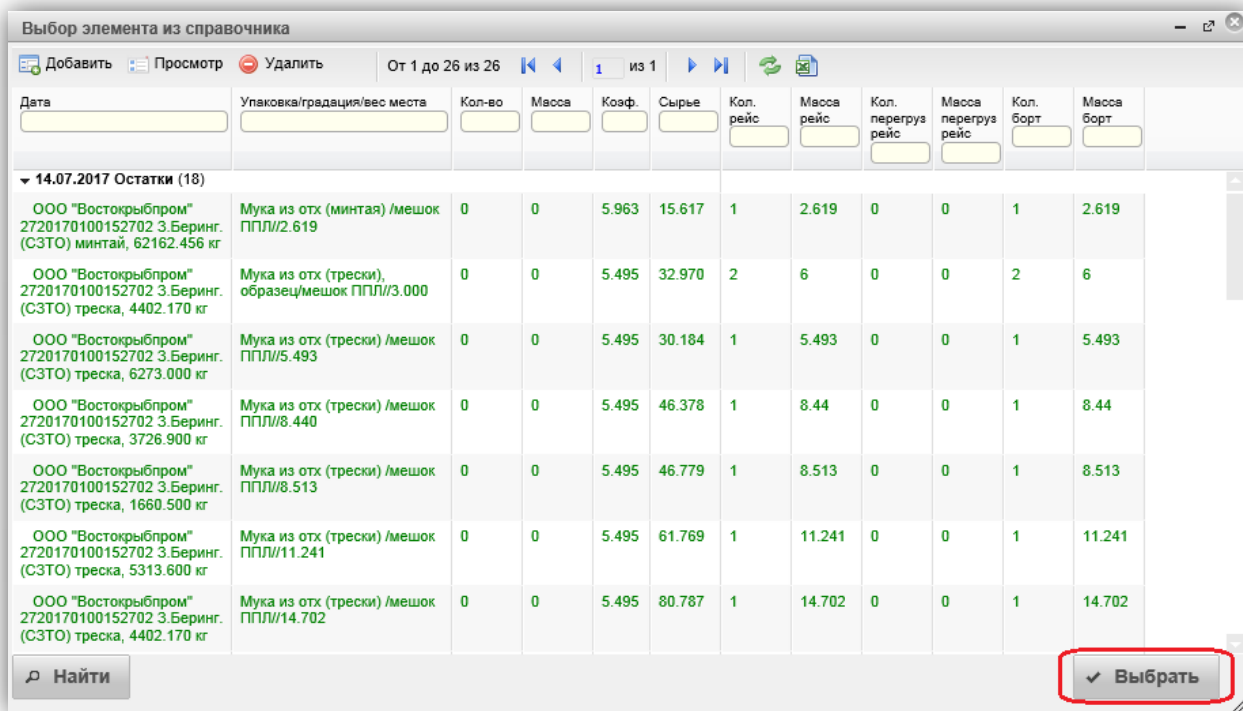 Выбор элемента из справочника
Добавить Просмотр Удалить От 1 до 26 из 26 1 из 1
Дата Упаковка/градация/вес места Кол-во Масса Коэф. Сырье Кол. рейс Масса рейс Кол. перегруз рейс Масса перегруз рейс Кол. борт Масса борт
14.07.2017 Остатки (18)
ООО "Востокрыбпром" Мука из отх (минтая) /мешок 0 0 5.963 15.617 1 2.619 0 0 1 2.619
2720170100152702 З.Беринг. ППЛ//2.619
(СЗТО) минтай, 62162.456 кг
ООО "Востокрыбпром" Мука из отх (трески), 0 0 5.495 32.970 2 6 0 0 2 6
2720170100152702 З.Беринг. образец/мешок ППЛ//3.000
(СЗТО) треска, 4402.170 кг
ООО "Востокрыбпром" Мука из отх (трески) /мешок 0 0 5.495 30.184 1 5.493 0 0 1 5.493
2720170100152702 З.Беринг. ППЛ//5.493
(СЗТО) треска, 6273.000 кг
ООО "Востокрыбпром" Мука из отх (трески) /мешок 0 0 5.495 46.378 1 8.44 0 0 1 8.44
2720170100152702 З.Беринг. ППЛ//8.440
(СЗТО) треска, 3726.900 кг
ООО "Востокрыбпром" Мука из отх (трески) /мешок 0 0 5.495 46.779 1 8.513 0 0 1 8.513
2720170100152702 З.Беринг. ППЛ//8.513
(СЗТО) треска, 1660.500 кг
ООО "Востокрыбпром" Мука из отх (трески) /мешок 0 0 5.495 61.769 1 11.241 0 0 1 11.241
2720170100152702 З.Беринг. ППЛ//11.241
(СЗТО) треска, 5313.600 кг
ООО "Востокрыбпром" Мука из отх (трески) /мешок 0 0 5.495 80.787 1 14.702 0 0 1 14.702
2720170100152702 З.Беринг. ППЛ//14.702
(СЗТО) треска, 4402.170 кг
Найти Выбрать